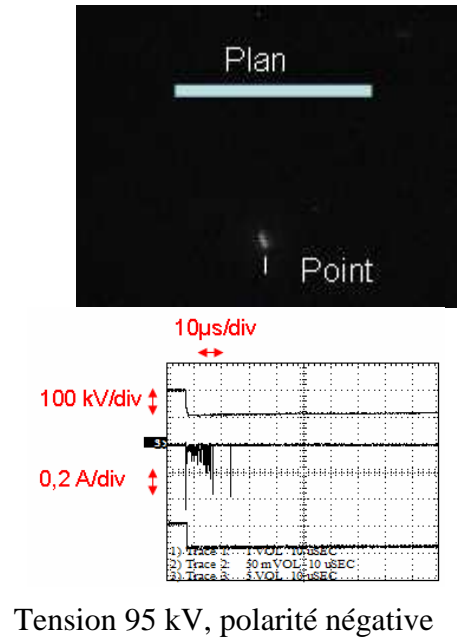 Plan
Point
10µs/div
100 kV/div
3>
0,2 A/div
1) Trace 1: 1 VOL 10 uSEC
2) Trace 2: 50 mVOL 10 uSEC
3) Trace 3: 5 VOL 10 uSEC
Tension 95 kV, polarité négative